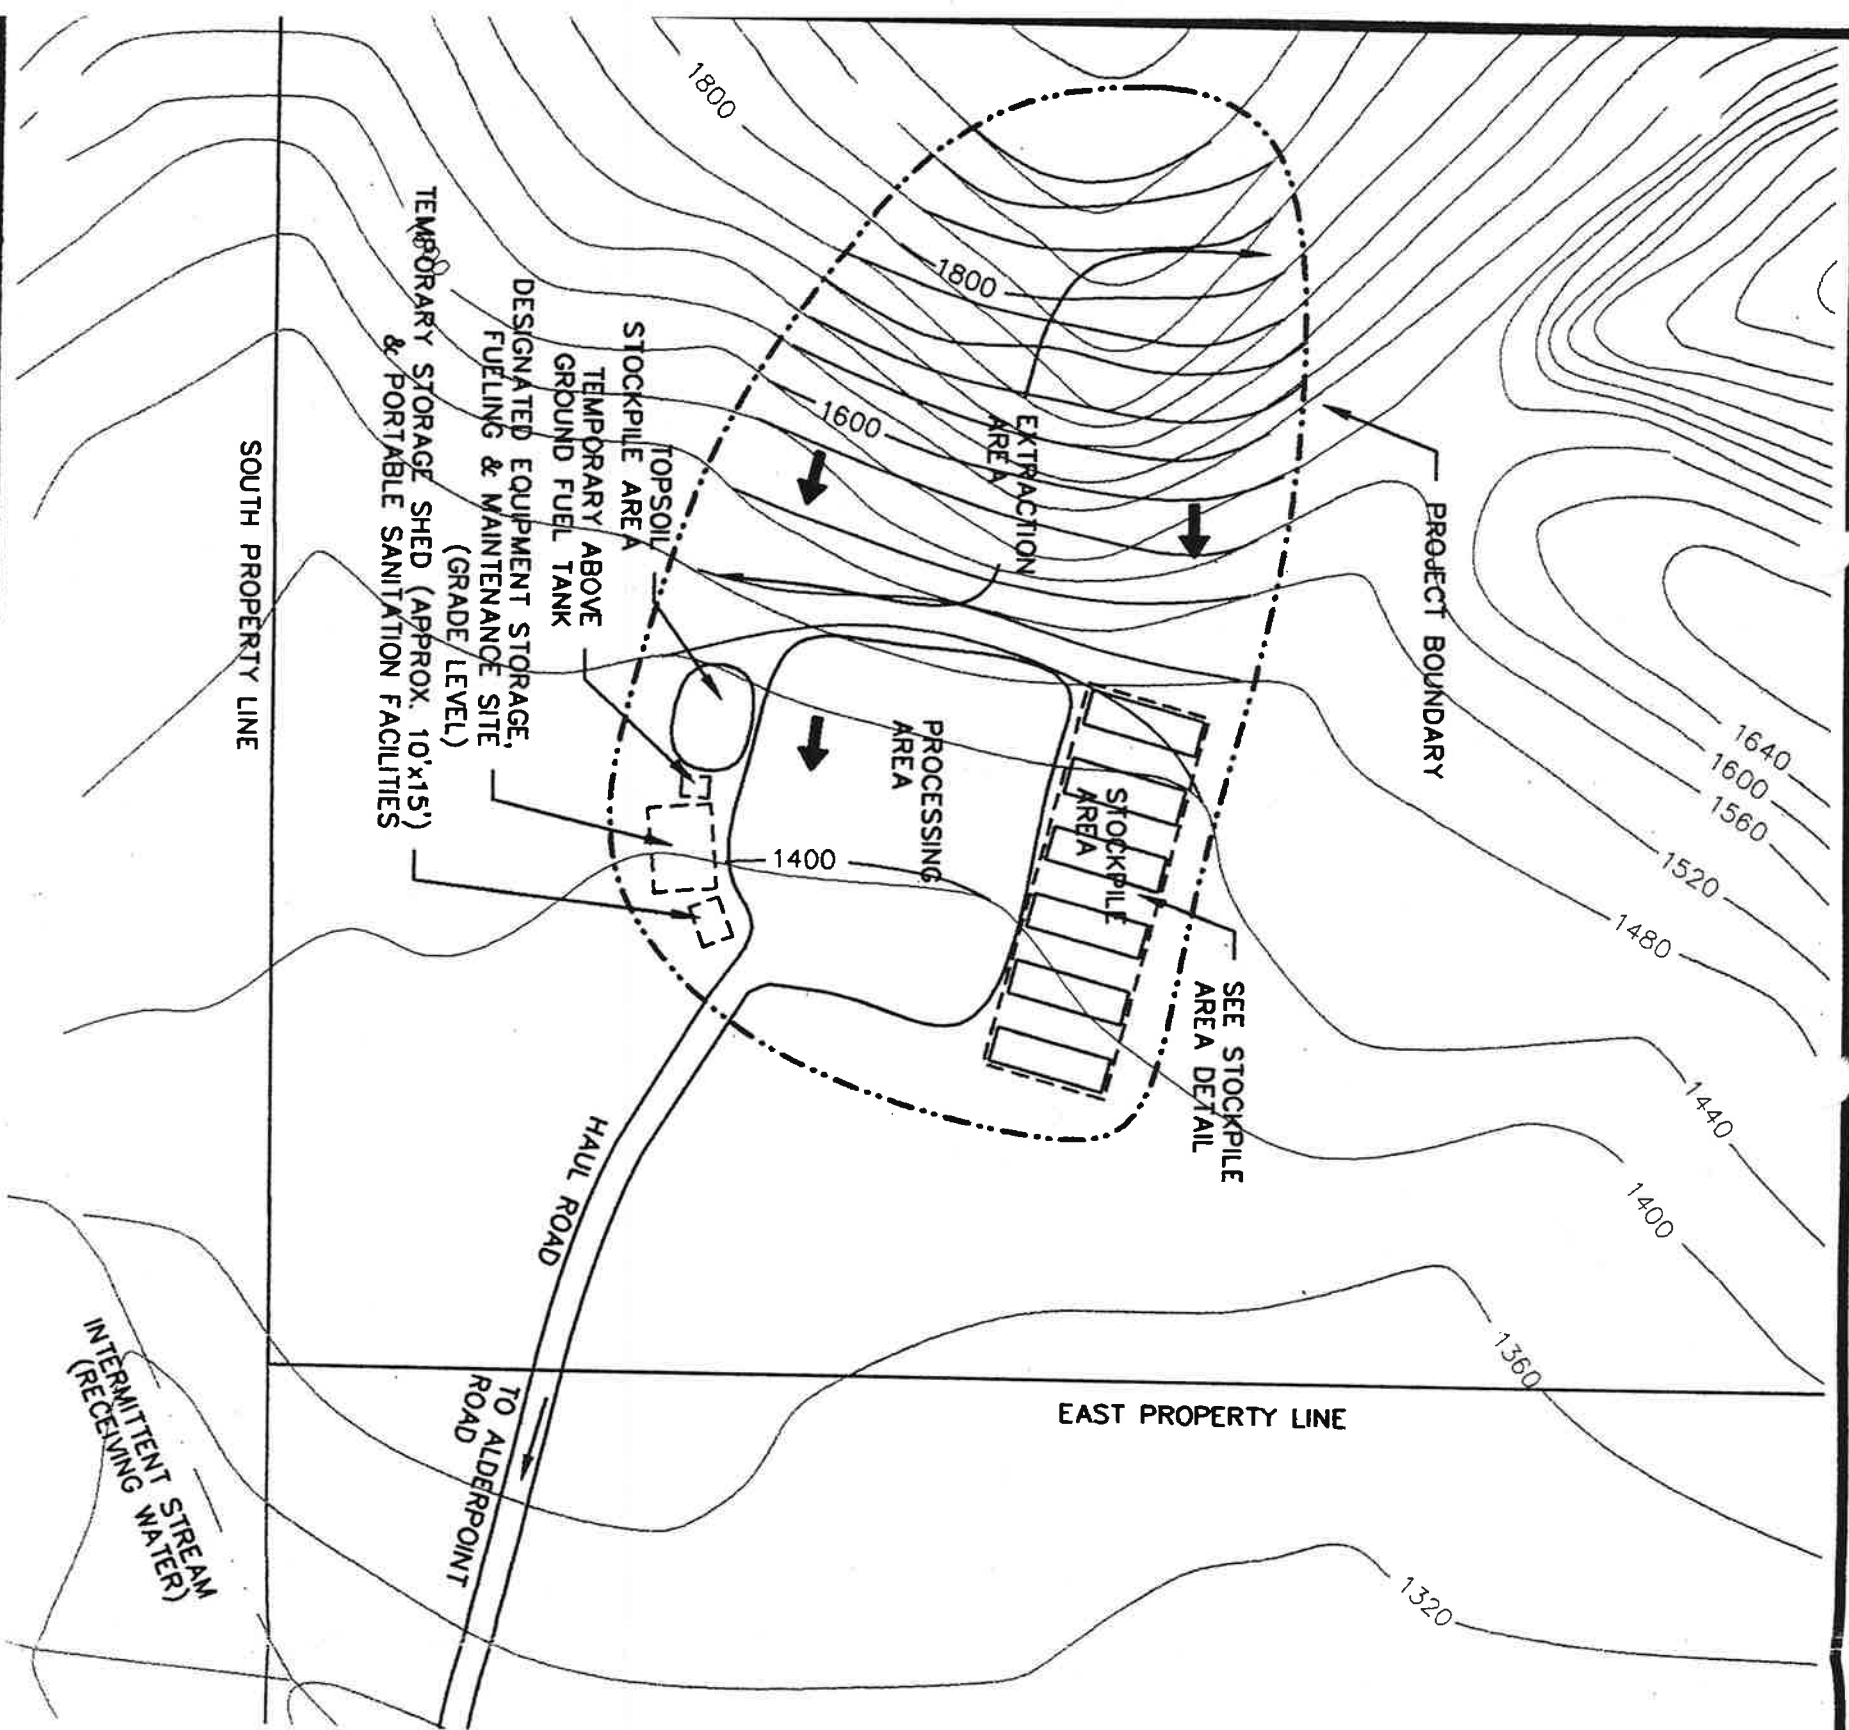 1800
1800
1600
EXTRACTION
AREA
PROJECT BOUNDARY
STOCKPILE AREA
TOPSOIL
TEMPORARY ABOVE
GROUND FUEL TANK
DESIGNATED EQUIPMENT STORAGE,
FUELING & MAINTENANCE SITE
(GRADE LEVEL)
TEMPORARY STORAGE SHED (APPROX. 10'x15')
& PORTABLE SANITATION FACILITIES
SOUTH PROPERTY LINE
PROCESSING
AREA
1400
STOCKPILE
AREA
SEE STOCKPILE
AREA DETAIL
1640
1600
1560
1520
1480
1440
1400
1360
1320
HAUL ROAD
TO ALDERPOINT
ROAD
EAST PROPERTY LINE
INTERMITTENT STREAM
(RECEIVING WATER)